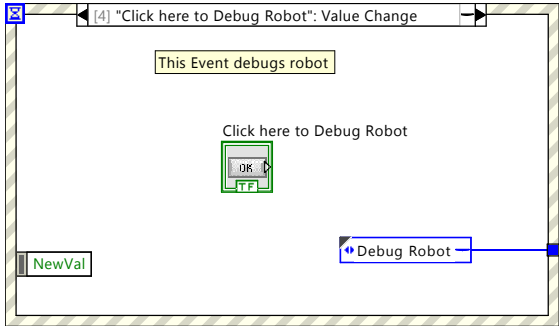 [4] "Click here to Debug Robot": Value Change
This Event debugs robot
Click here to Debug Robot
OK
TF
Debug Robot
NewVal